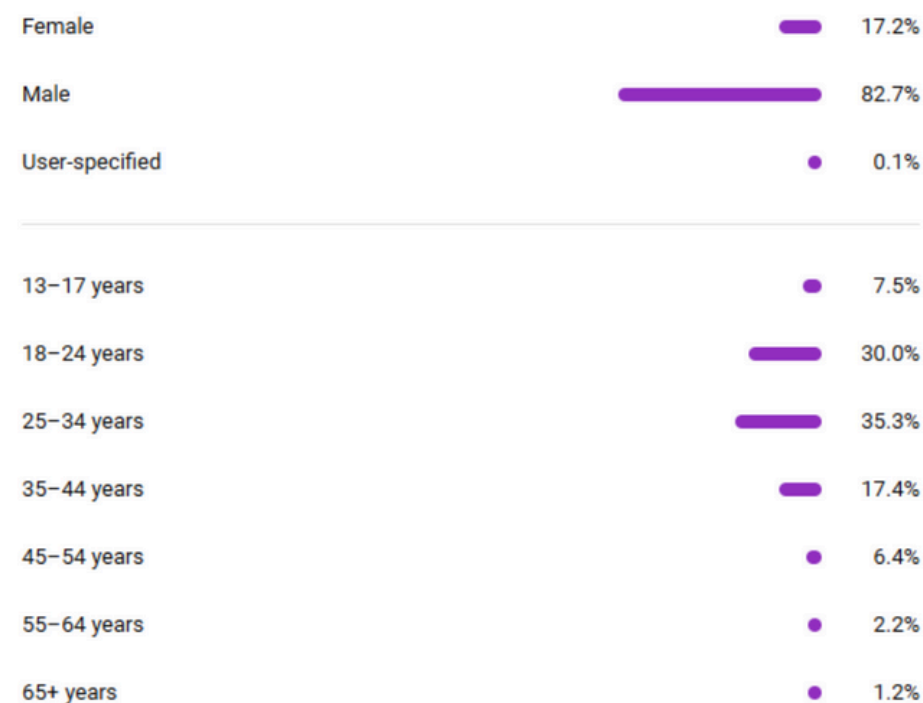 Female 17.2%
Male 82.7%
User-specified 0.1%
13–17 years 7.5%
18–24 years 30.0%
25–34 years 35.3%
35–44 years 17.4%
45–54 years 6.4%
55–64 years 2.2%
65+ years 1.2%